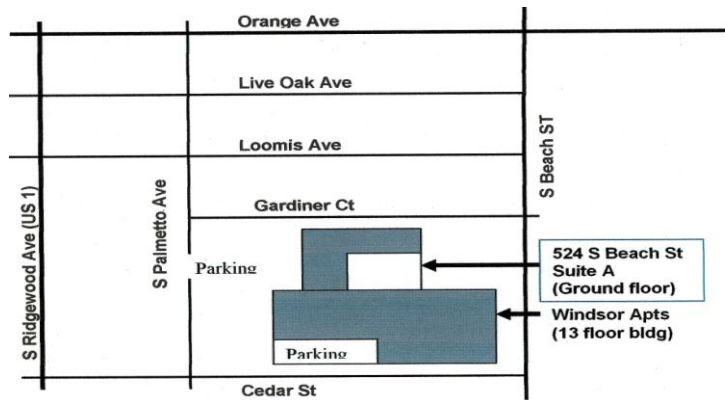 Orange Ave
Live Oak Ave
Loomis Ave
S Beach ST
Gardiner Ct
S Ridgewood Ave (US 1)
S Palmetto Ave
Parking
524 S Beach St
Suite A
(Ground floor)
Windsor Apts
(13 floor bldg)
Parking
Cedar St